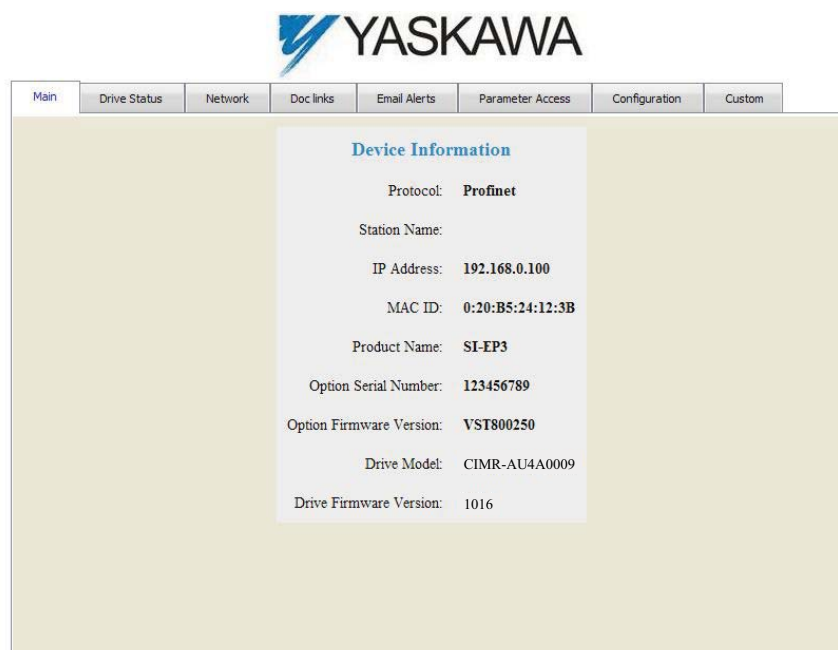 YASKAWA
Main Drive Status Network Doc links Email Alerts Parameter Access Configuration Custom
Device Information
Protocol: Profinet
Station Name:
IP Address: 192.168.0.100
MAC ID: 0:20:B5:24:12:3B
Product Name: SI-EP3
Option Serial Number: 123456789
Option Firmware Version: VST800250
Drive Model: CIMR-AU4A0009
Drive Firmware Version: 1016